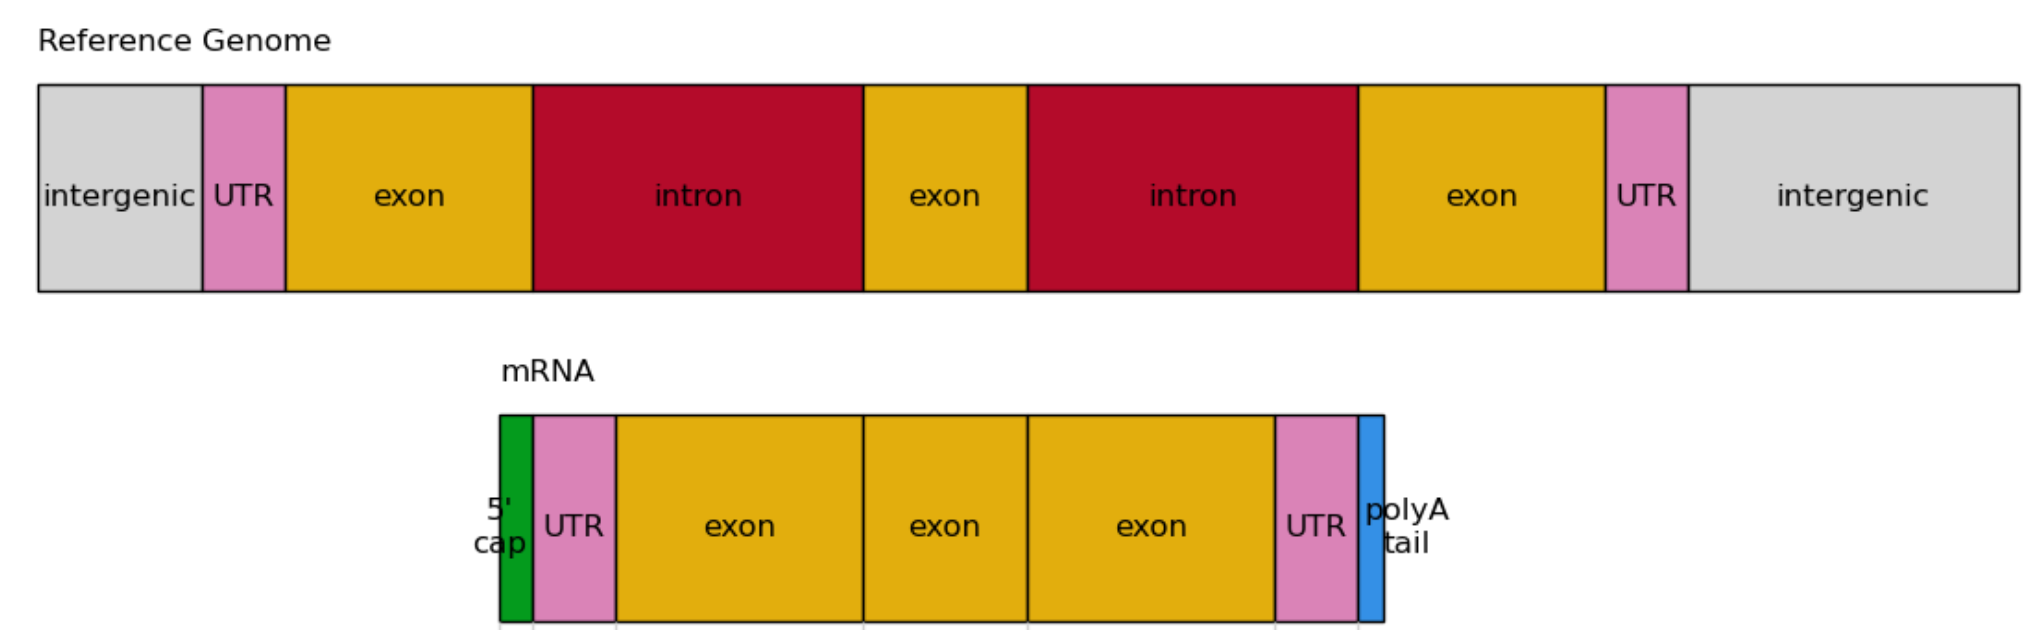 Reference Genome
intergenic UTR exon intron exon intron exon UTR intergenic
mRNA
5'
cap
UTR exon exon exon UTR
polyA
tail